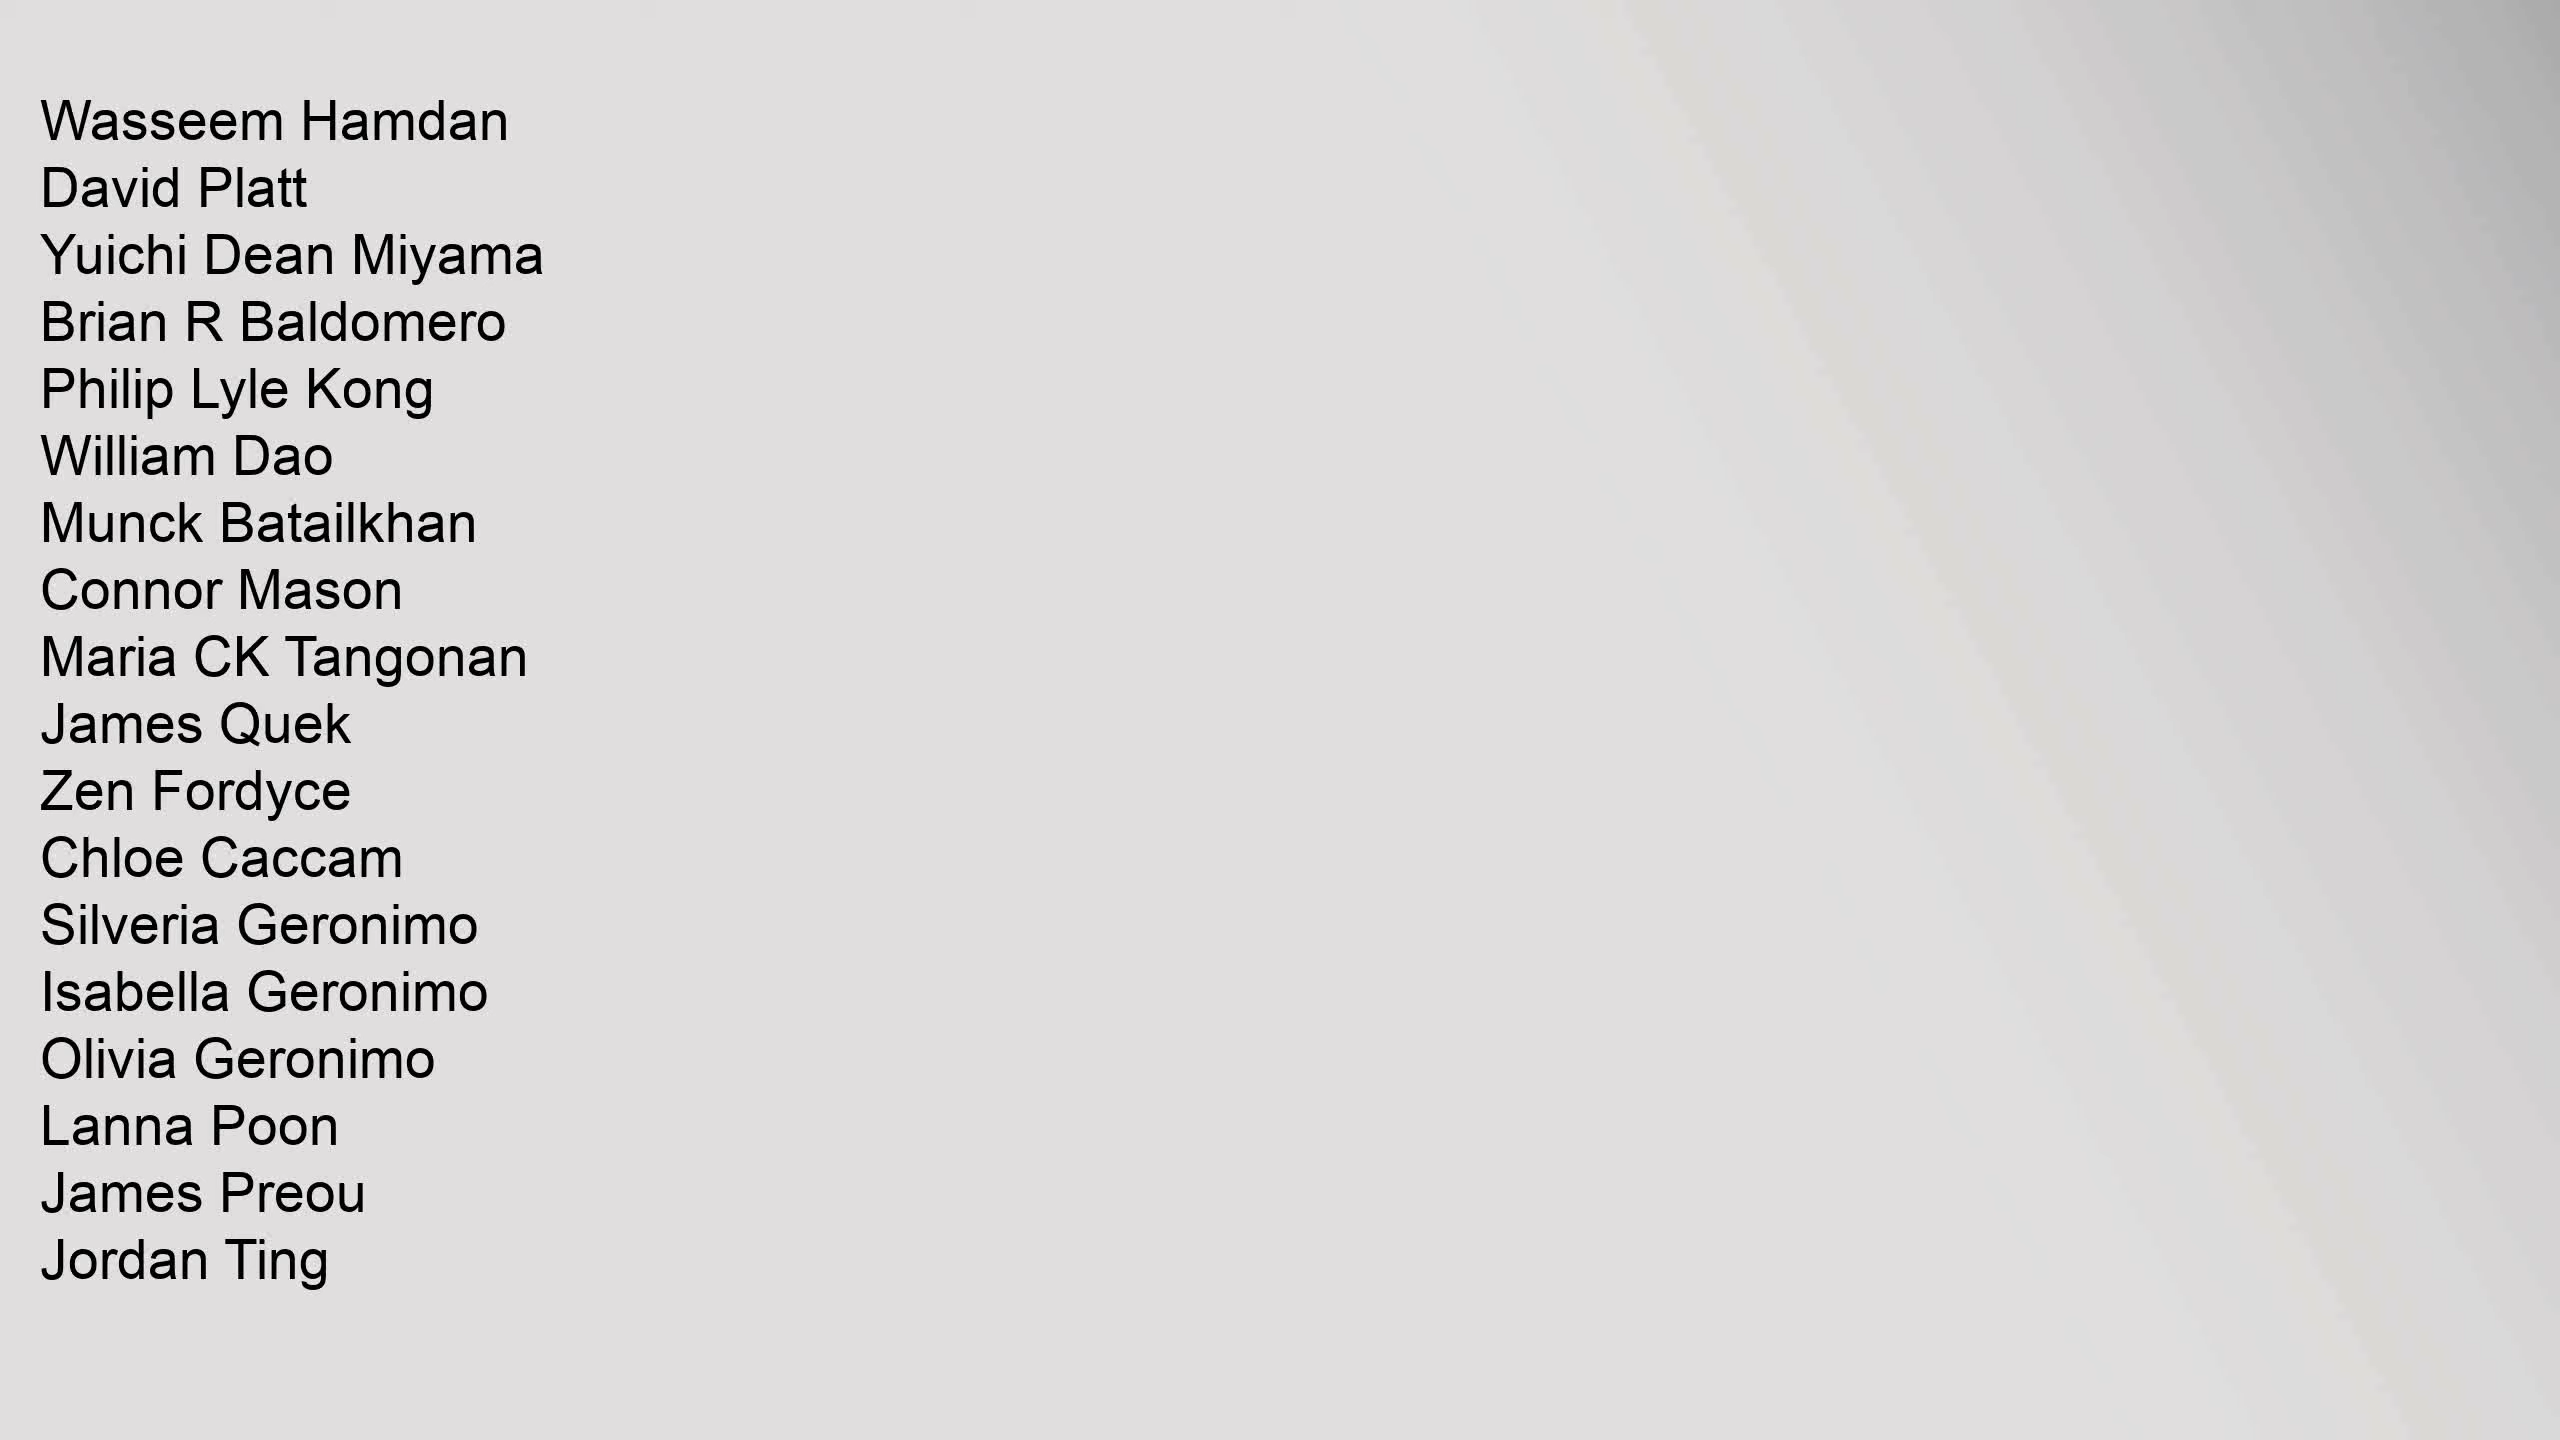 Wasseem Hamdan
David Platt
Yuichi Dean Miyama
Brian R Baldomero
Philip Lyle Kong
William Dao
Munck Batailkhan
Connor Mason
Maria CK Tangonan
James Quek
Zen Fordyce
Chloe Caccam
Silveria Geronimo
Isabella Geronimo
Olivia Geronimo
Lanna Poon
James Preou
Jordan Ting